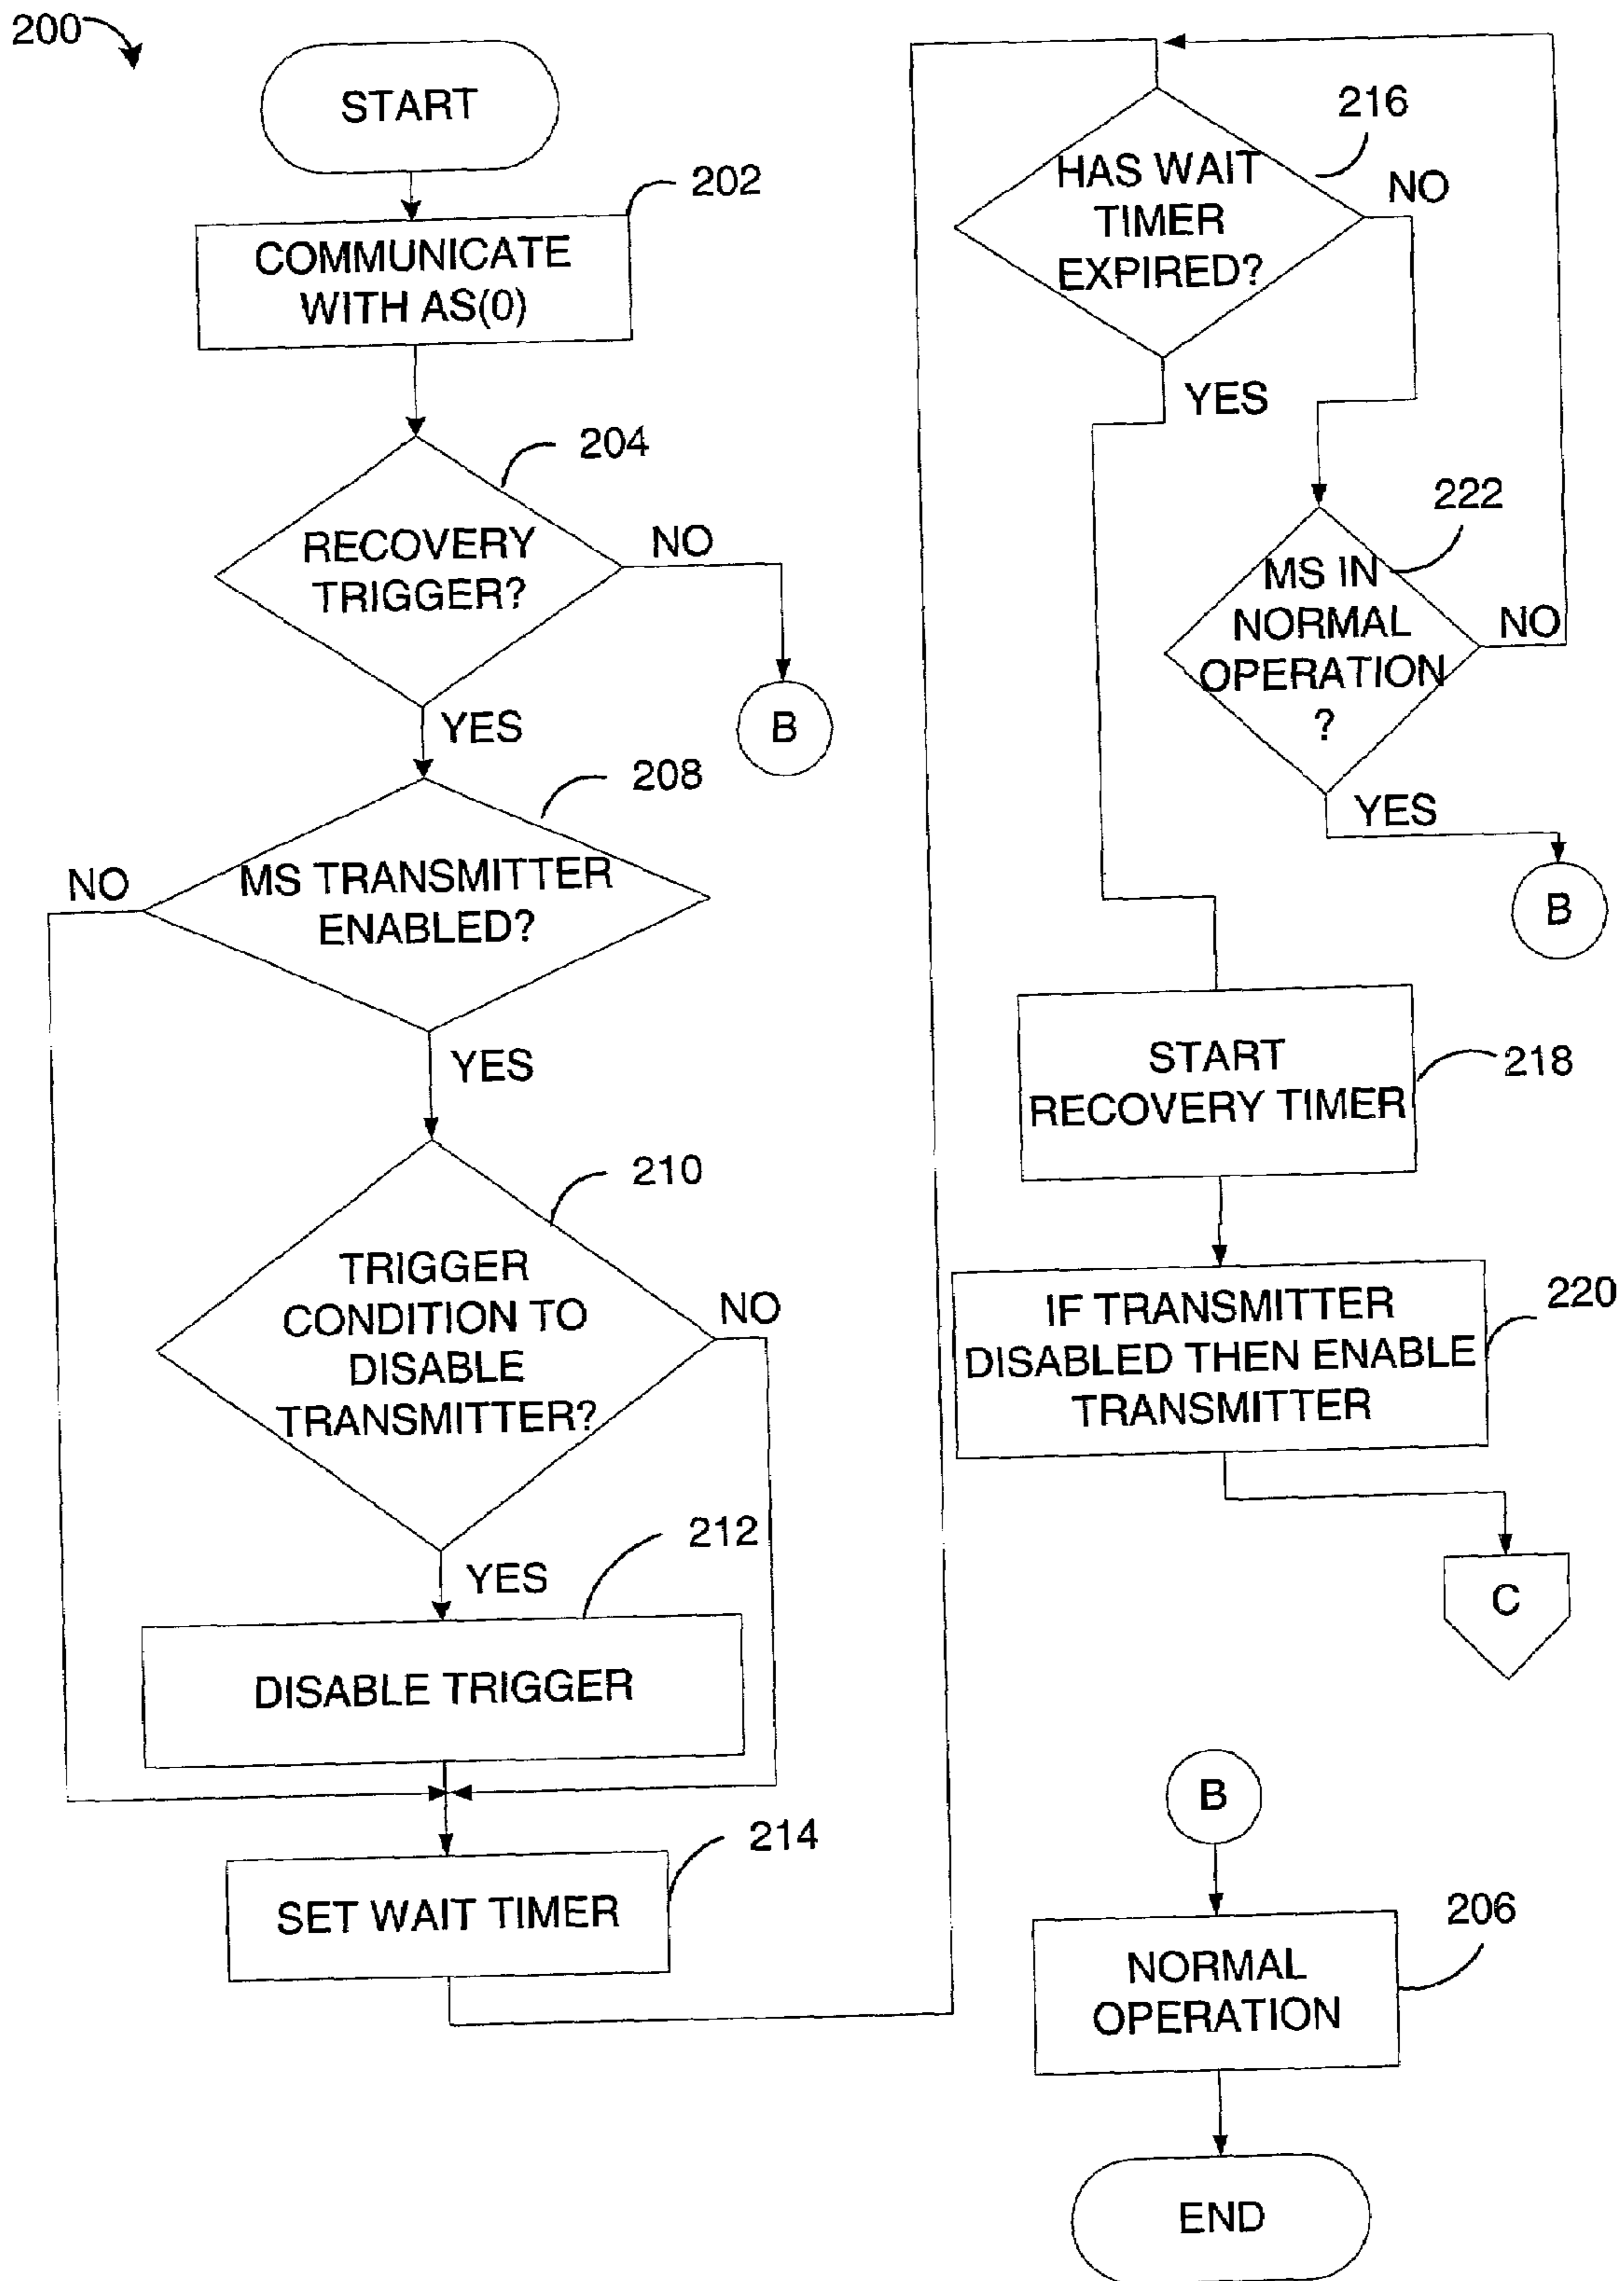 200
START
202
COMMUNICATE
WITH AS(0)
204
RECOVERY
TRIGGER?
NO
B
YES
208
MS TRANSMITTER
ENABLED?
NO
YES
210
TRIGGER
CONDITION TO
DISABLE
TRANSMITTER?
NO
YES
212
DISABLE TRIGGER
214
SET WAIT TIMER
216
HAS WAIT
TIMER
EXPIRED?
NO
YES
222
MS IN
NORMAL
OPERATION
?
NO
YES
B
START
RECOVERY TIMER
218
IF TRANSMITTER
DISABLED THEN ENABLE
TRANSMITTER
220
C
B
206
NORMAL
OPERATION
END